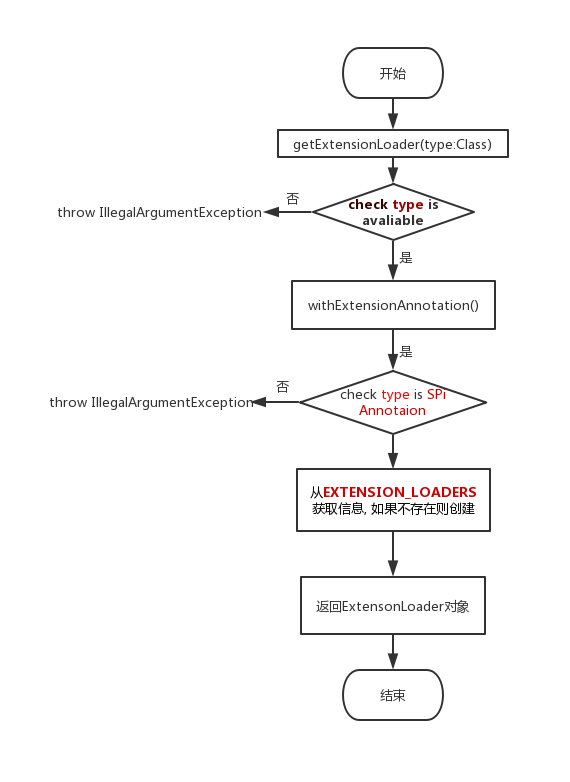 开始
getExtensionLoader(type:Class)
否
throw IllegalArgumentException
check type is
avaliable
是
withExtensionAnnotation()
是
否
throw IllegalArgumentException
check type is SPi
Annotaion
从EXTENSION_LOADERS
获取信息, 如果不存在则创建
返回ExtensonLoader对象
结束